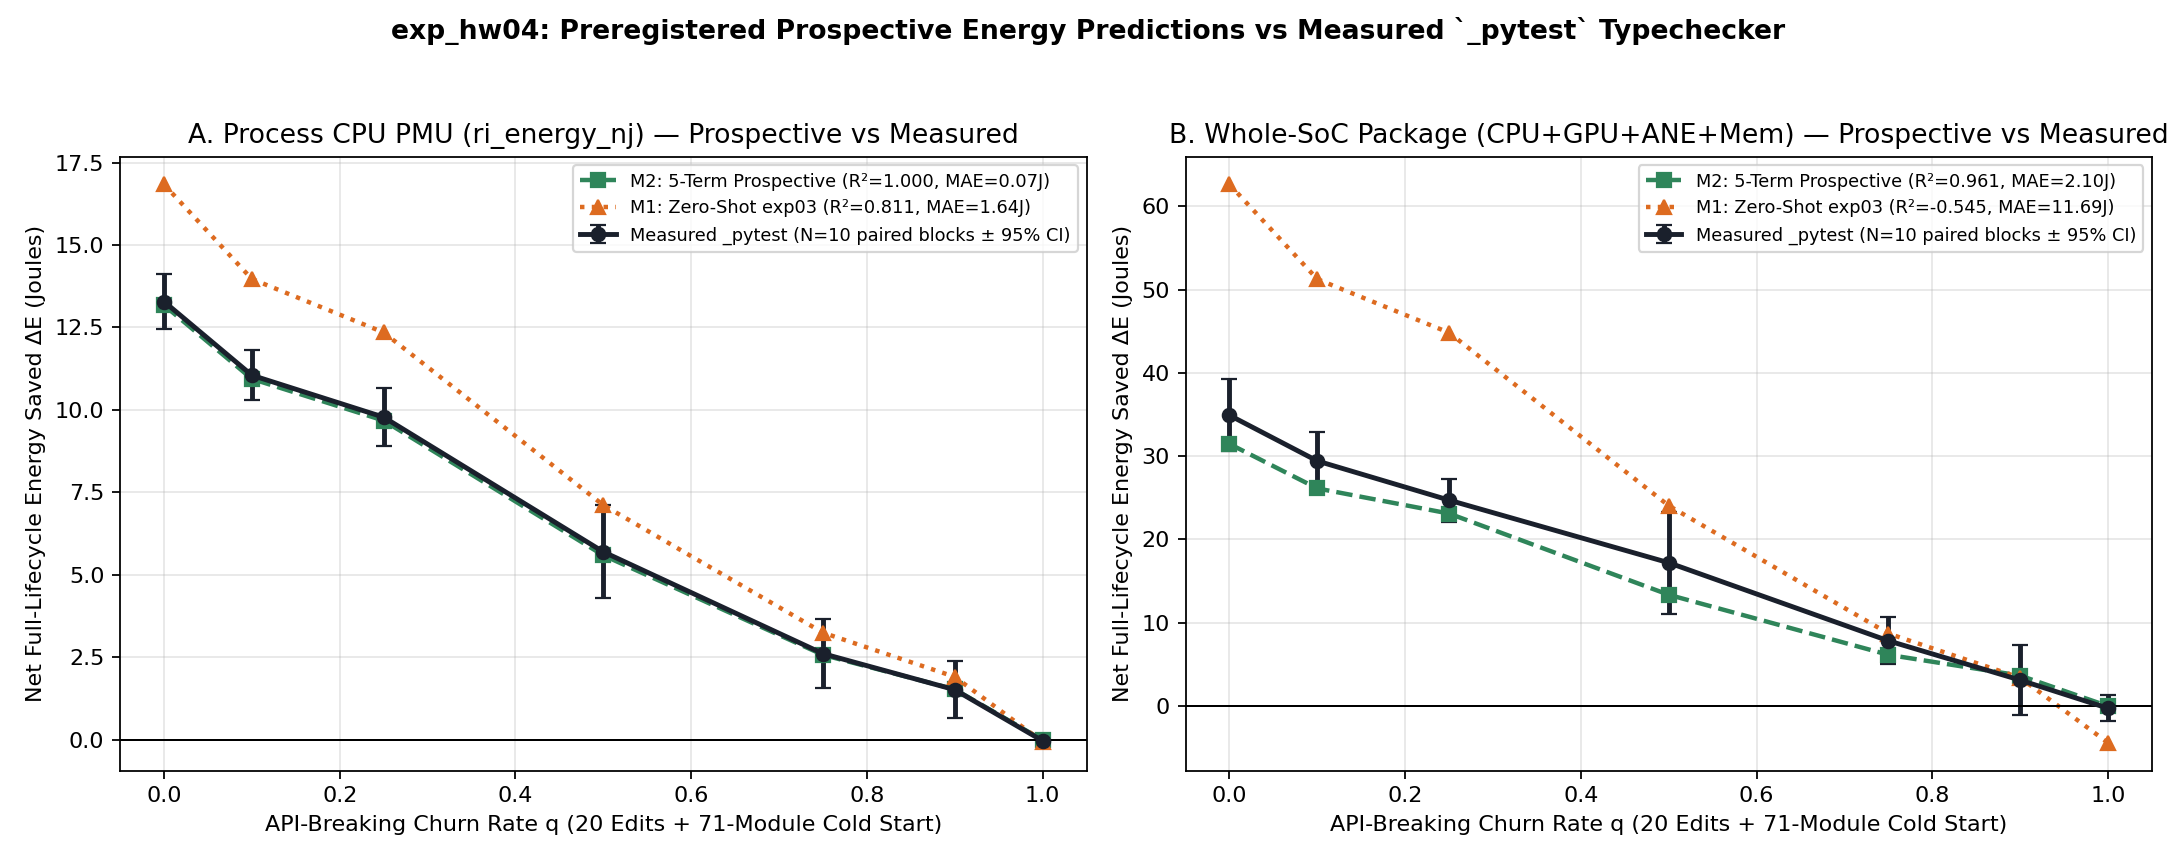 exp_hw04: Preregistered Prospective Energy Predictions vs Measured `_pytest` Typechecker
A. Process CPU PMU (ri_energy_nj) — Prospective vs Measured
Net Full-Lifecycle Energy Saved ΔE (Joules)
17.5
15.0
12.5
10.0
7.5
5.0
2.5
0.0
M2: 5-Term Prospective (R²=1.000, MAE=0.07J)
M1: Zero-Shot exp03 (R²=0.811, MAE=1.64J)
Measured _pytest (N=10 paired blocks ± 95% CI)
0.0 0.2 0.4 0.6 0.8 1.0
API-Breaking Churn Rate q (20 Edits + 71-Module Cold Start)
B. Whole-SoC Package (CPU+GPU+ANE+Mem) — Prospective vs Measured
Net Full-Lifecycle Energy Saved ΔE (Joules)
60
50
40
30
20
10
0
M2: 5-Term Prospective (R²=0.961, MAE=2.10J)
M1: Zero-Shot exp03 (R²=-0.545, MAE=11.69J)
Measured _pytest (N=10 paired blocks ± 95% CI)
0.0 0.2 0.4 0.6 0.8 1.0
API-Breaking Churn Rate q (20 Edits + 71-Module Cold Start)